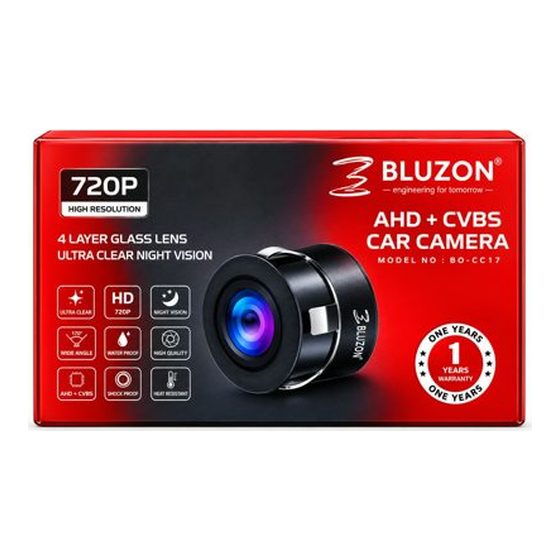 720P
HIGH RESOLUTION
4 LAYER GLASS LENS
ULTRA CLEAR NIGHT VISION
ULTRA CLEAR
HD
720P
NIGHT VISION
170°
WIDE ANGLE
WATER PROOF
HIGH QUALITY
AHD + CVBS
SHOCK PROOF
HEAT RESISTANT
BLUZON®
engineering for tomorrow
AHD + CVBS
CAR CAMERA
MODEL NO : BO-CC17
BLUZON
ONE YEARS
1
YEARS
WARRANTY
ONE YEARS